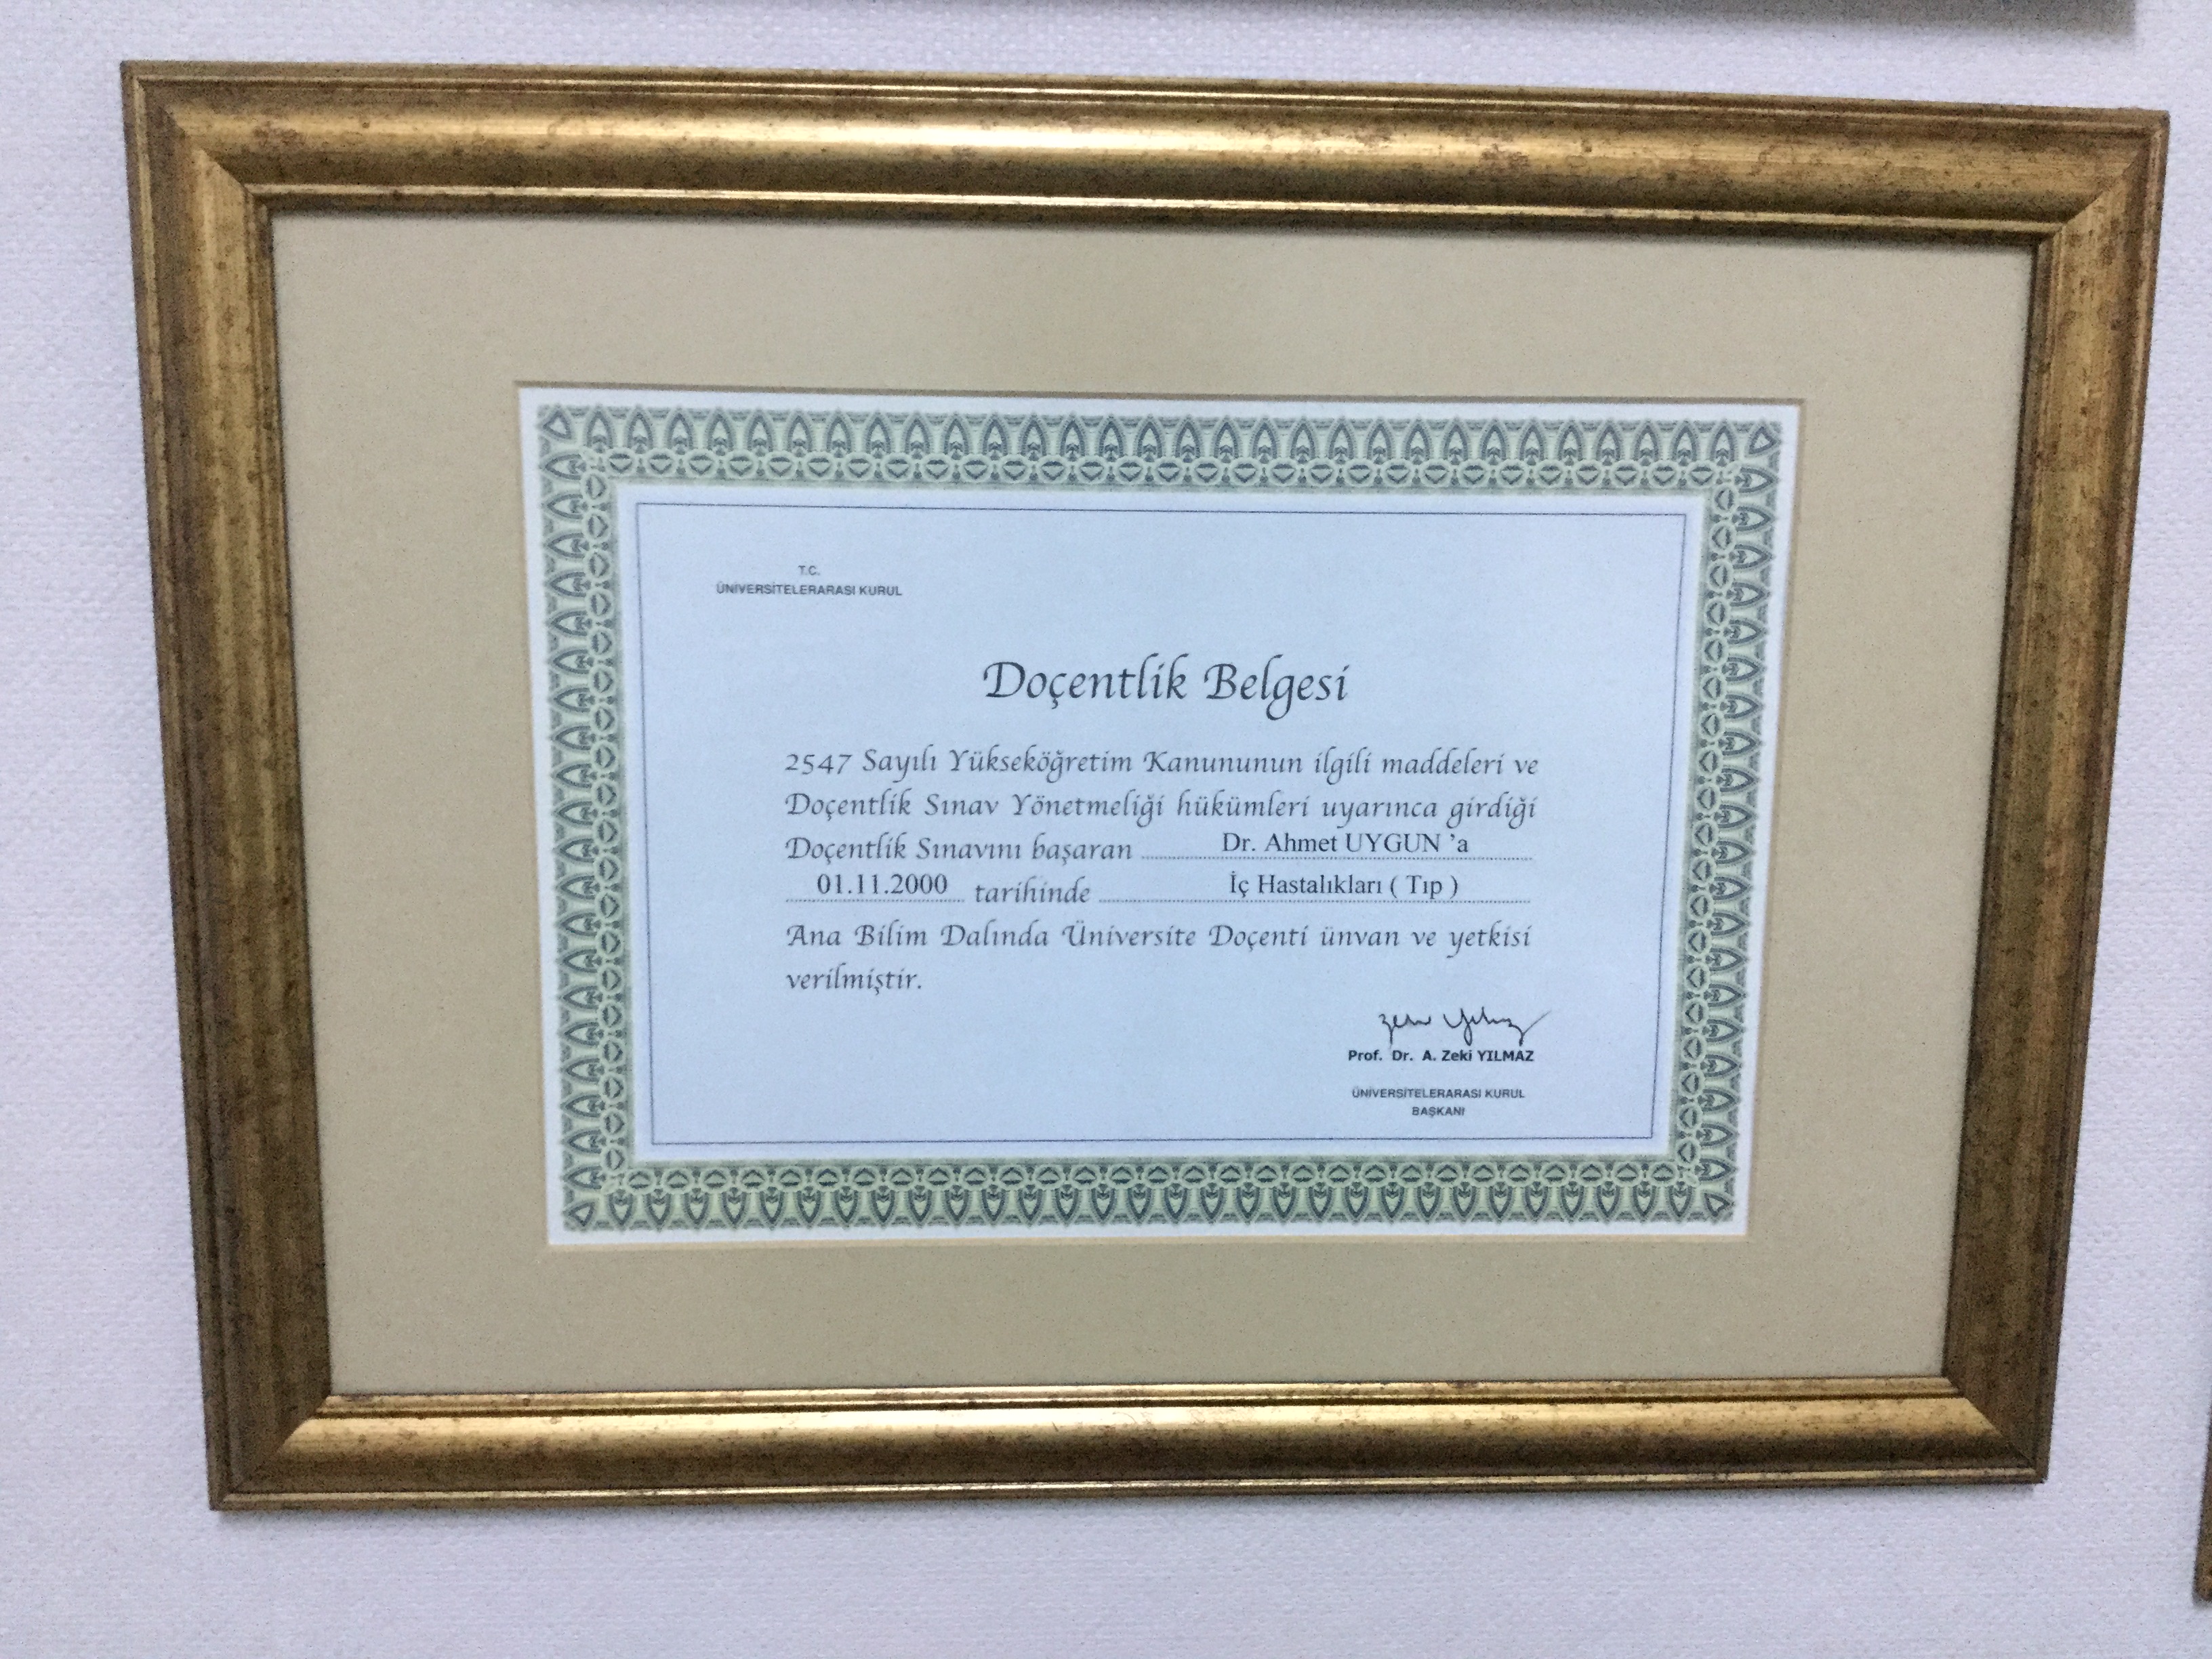 T.C.
ÜNİVERSİTELERARASI KURUL
Doçentlik Belgesi
2547 Sayılı Yükseköğretim Kanununun ilgili maddeleri ve
Doçentlik Sınav Yönetmeliği hükümleri uyarınca girdiği
Doçentlik Sınavını başaran Dr. Ahmet UYGUN 'a
01.11.2000 tarihinde İç Hastalıkları ( Tıp )
Ana Bilim Dalında Üniversite Doçenti ünvan ve yetkisi
verilmiştir.
Zeki Yılmaz
Prof. Dr. A. Zeki YILMAZ
ÜNİVERSİTELERARASI KURUL
BAŞKANI